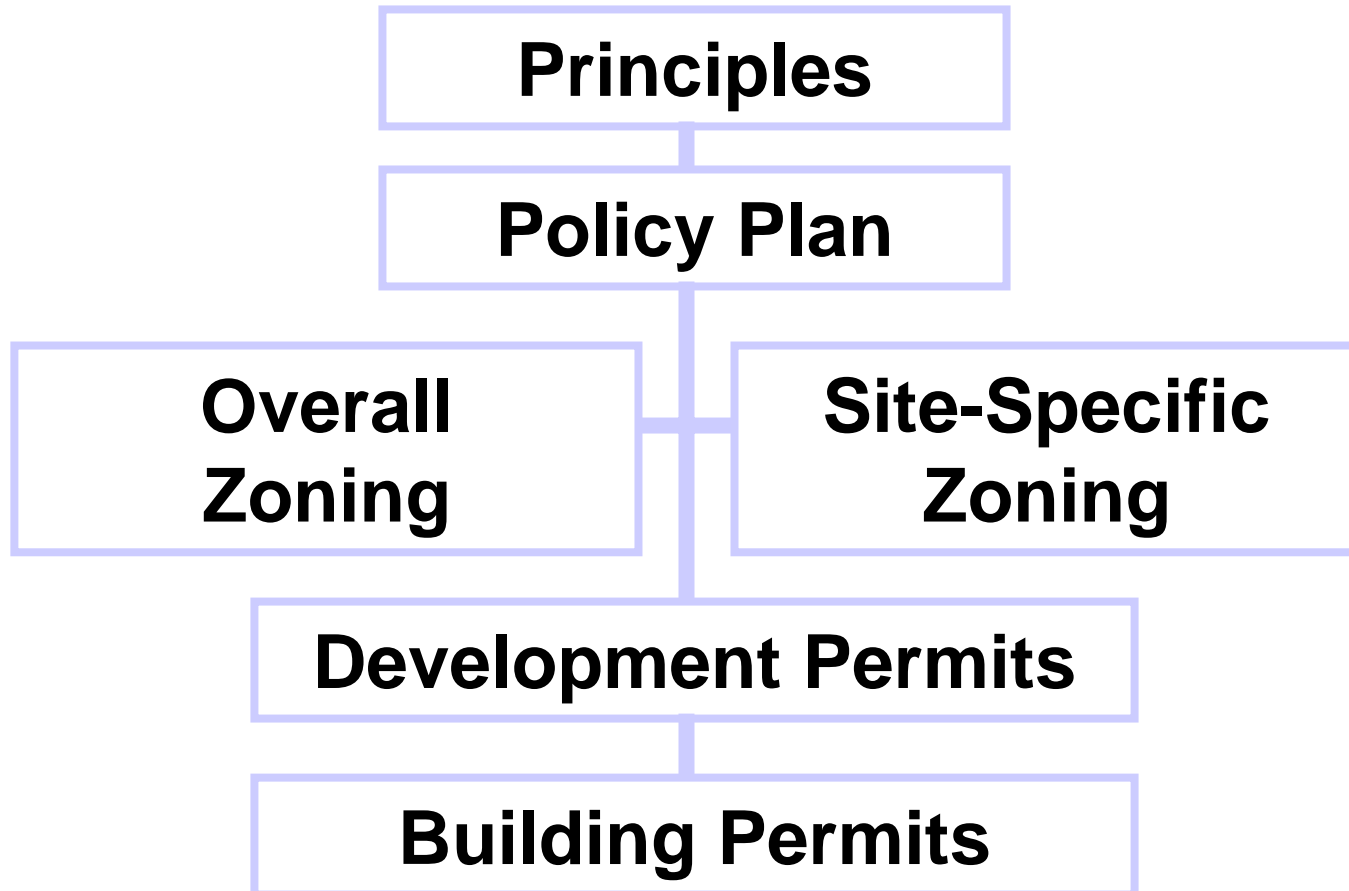 Principles
Policy Plan
Overall
Zoning
Site-Specific
Zoning
Development Permits
Building Permits